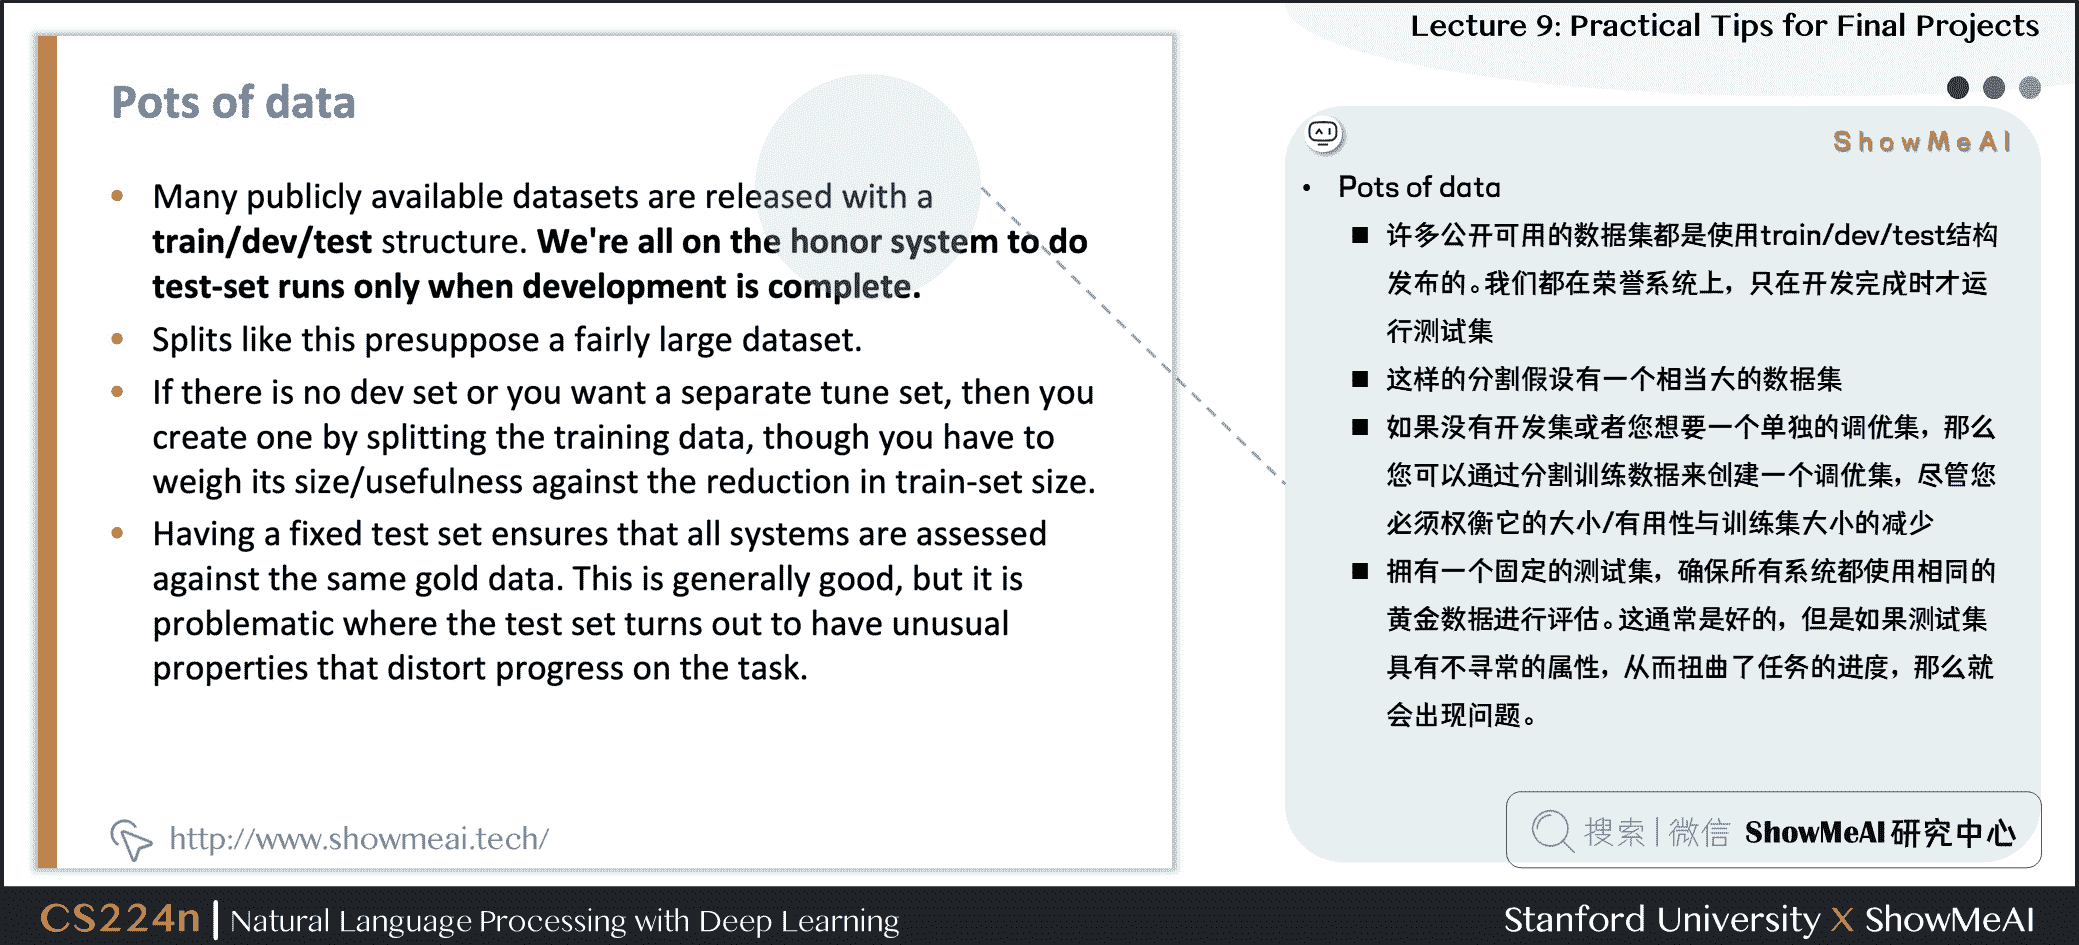 Lecture 9: Practical Tips for Final Projects
Pots of data
• Many publicly available datasets are released with a
train/dev/test structure. We're all on the honor system to do
test-set runs only when development is complete.
• Splits like this presuppose a fairly large dataset.
• If there is no dev set or you want a separate tune set, then you
create one by splitting the training data, though you have to
weigh its size/usefulness against the reduction in train-set size.
• Having a fixed test set ensures that all systems are assessed
against the same gold data. This is generally good, but it is
problematic where the test set turns out to have unusual
properties that distort progress on the task.
http://www.showmeai.tech/
ShowMeAI
• Pots of data
■ 许多公开可用的数据集都是使用train/dev/test结构
发布的。我们都在荣誉系统上，只在开发完成时才运
行测试集
■ 这样的分割假设有一个相当大的数据集
■ 如果没有开发集或者您想要一个单独的调优集，那么
您可以通过分割训练数据来创建一个调优集，尽管您
必须权衡它的大小/有用性与训练集大小的减少
■ 拥有一个固定的测试集，确保所有系统都使用相同的
黄金数据进行评估。这通常是好的，但是如果测试集
具有不寻常的属性，从而扭曲了任务的进度，那么就
会出现问题。
搜索|微信 ShowMeAI 研究中心
CS224n | Natural Language Processing with Deep Learning
Stanford University X ShowMeAI